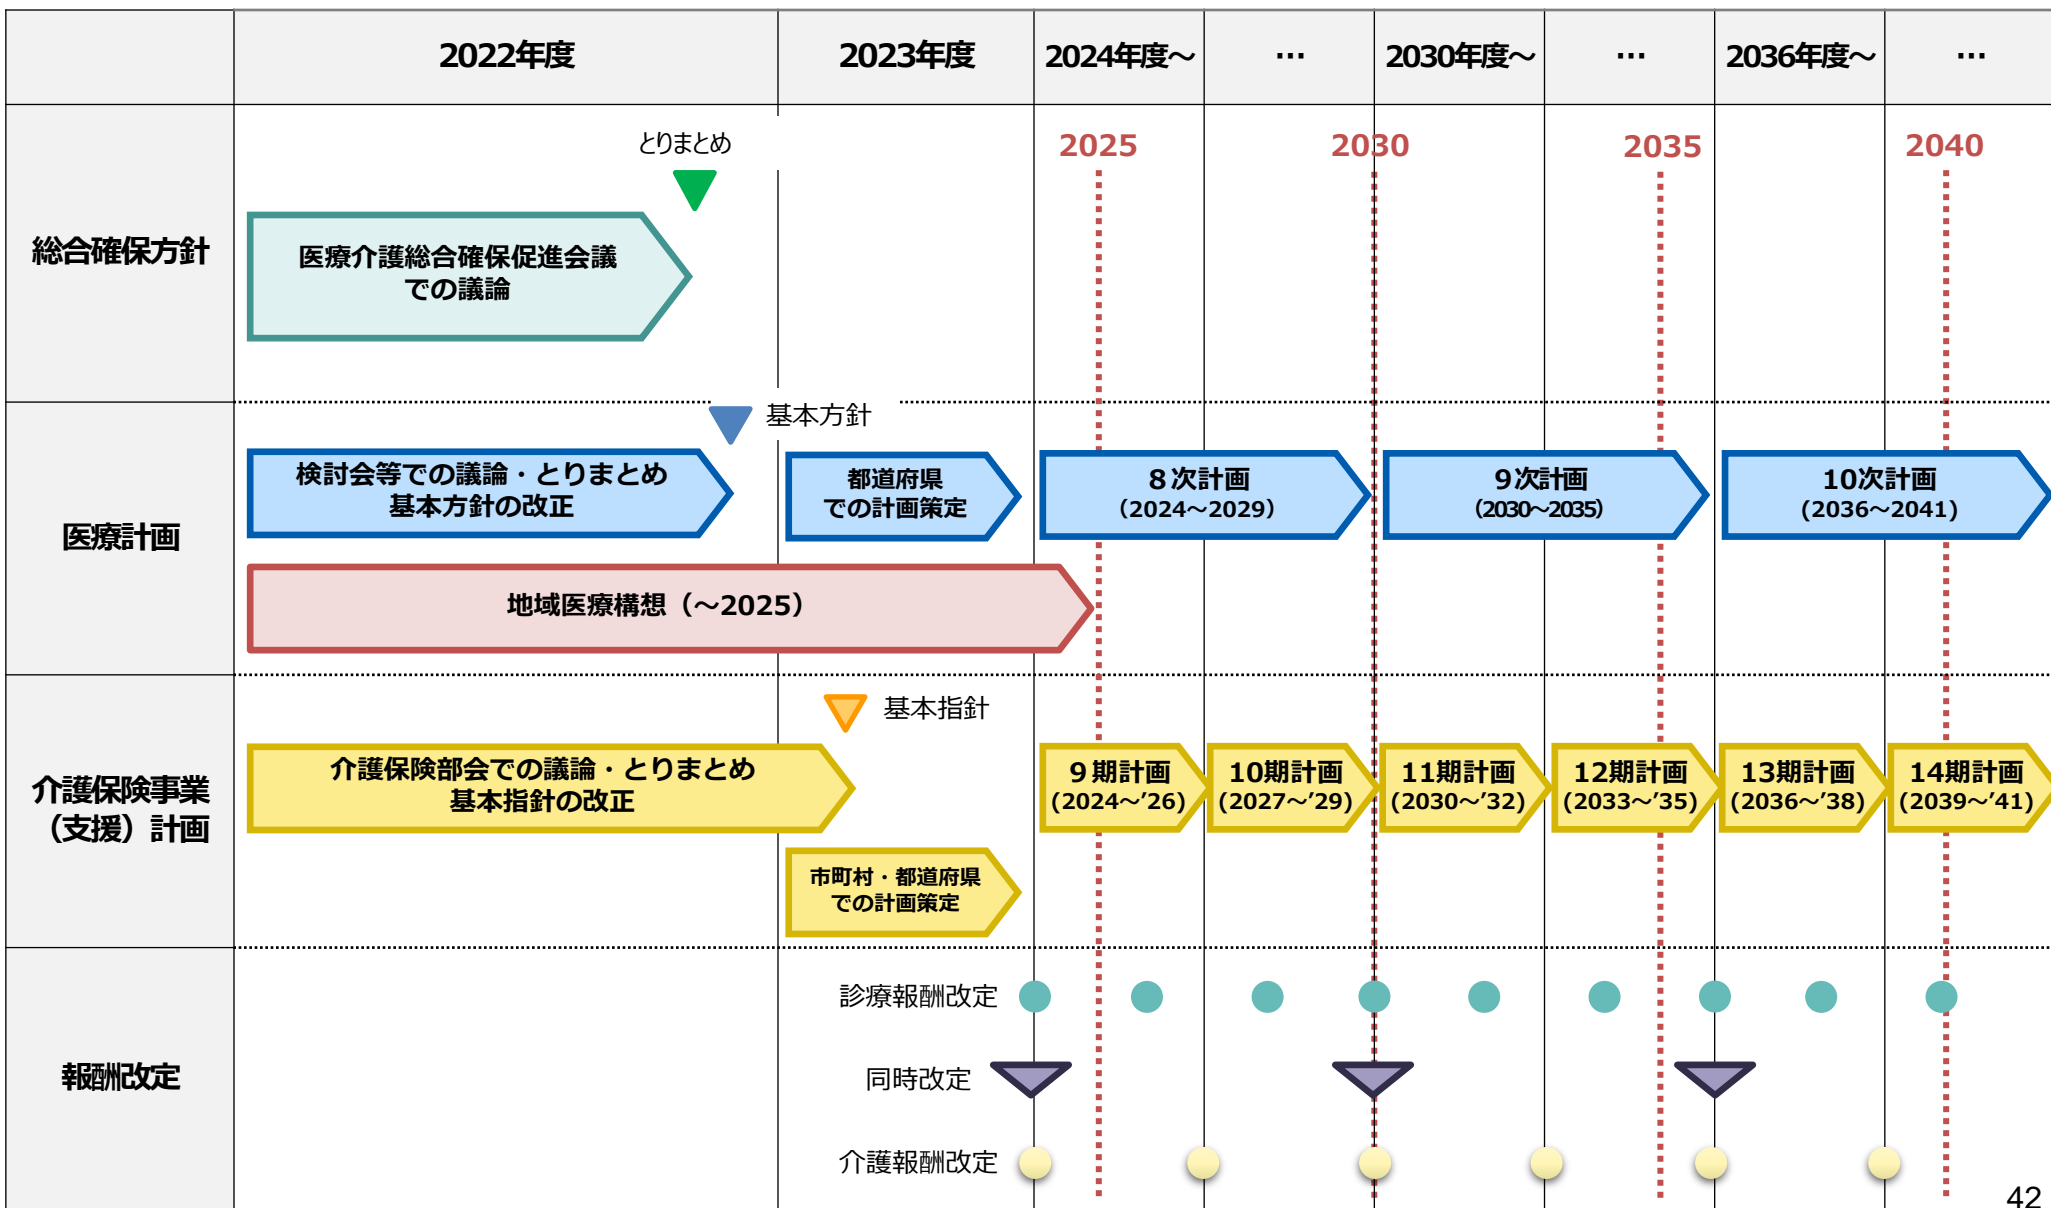 2022年度
2023年度
2024年度～
…
2030年度～
…
2036年度～
…
総合確保方針
とりまとめ
2025
2030
2035
2040
医療介護総合確保促進会議
での議論
医療計画
基本方針
検討会等での議論・とりまとめ
基本方針の改正
都道府県
での計画策定
８次計画
（2024～2029）
９次計画
（2030～2035）
10次計画
(2036～2041)
地域医療構想（～2025）
介護保険事業
（支援）計画
基本指針
介護保険部会での議論・とりまとめ
基本指針の改正
９期計画
(2024～'26)
10期計画
(2027～'29)
11期計画
(2030～'32)
12期計画
(2033～'35)
13期計画
(2036～'38)
14期計画
(2039～'41)
市町村・都道府県
での計画策定
報酬改定
診療報酬改定
同時改定
介護報酬改定
42